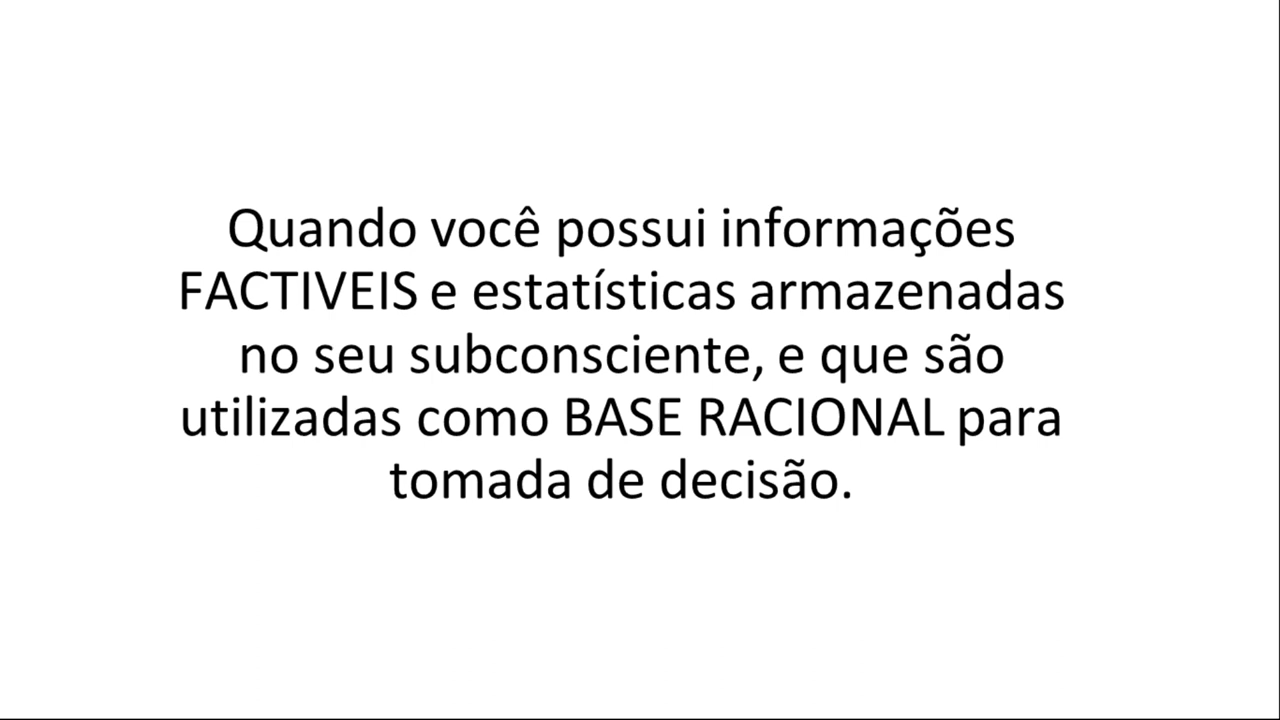 Quando você possui informações
FACTIVEIS e estatísticas armazenadas
no seu subconsciente, e que são
utilizadas como BASE RACIONAL para
tomada de decisão.